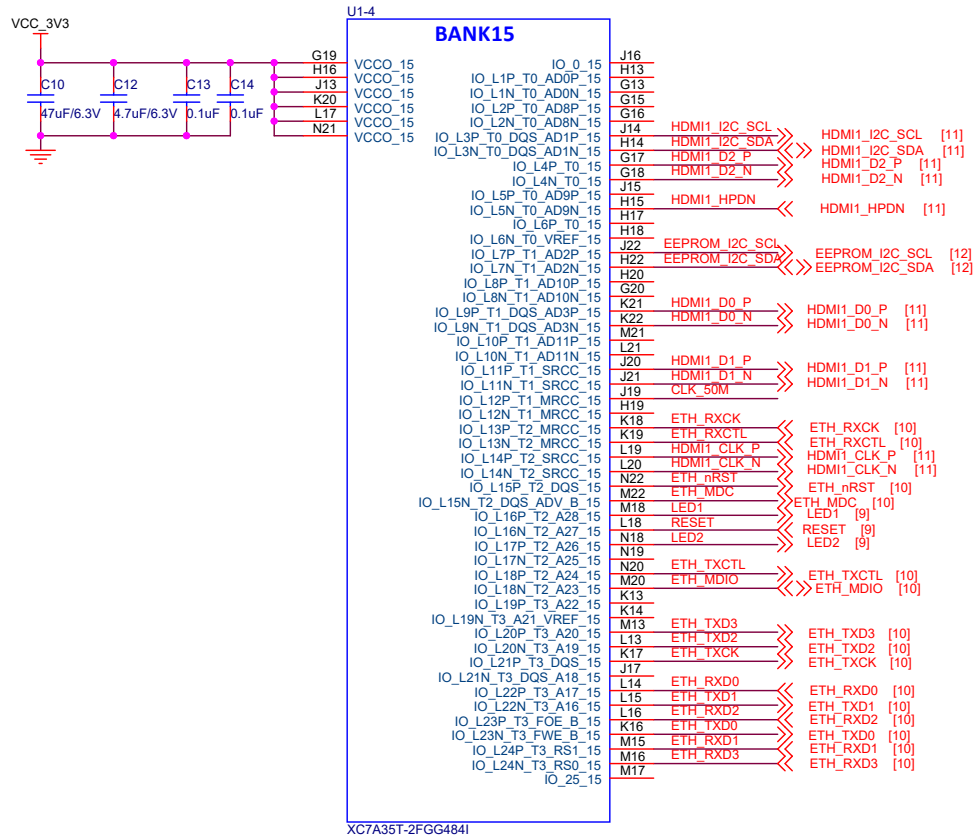 U1-4
BANK15
VCC_3V3
C10
47uF/6.3V
C12
4.7uF/6.3V
C13
0.1uF
C14
0.1uF
G19 VCCO_15
H16 VCCO_15
J13 VCCO_15
K20 VCCO_15
L17 VCCO_15
N21 VCCO_15
IO_0_15 J16
IO_L1P_T0_AD0P_15 H13
IO_L1N_T0_AD0N_15 G13
IO_L2P_T0_AD8P_15 G15
IO_L2N_T0_AD8N_15 G16
IO_L3P_T0_DQS_AD1P_15 J14 HDMI1_I2C_SCL HDMI1_I2C_SCL [11]
IO_L3N_T0_DQS_AD1N_15 H14 HDMI1_I2C_SDA HDMI1_I2C_SDA [11]
IO_L4P_T0_15 G17 HDMI1_D2_P HDMI1_D2_P [11]
IO_L4N_T0_15 G18 HDMI1_D2_N HDMI1_D2_N [11]
IO_L5P_T0_AD9P_15 J15
IO_L5N_T0_AD9N_15 H15 HDMI1_HPDN HDMI1_HPDN [11]
IO_L6P_T0_15 H17
IO_L6N_T0_VREF_15 H18
IO_L7P_T1_AD2P_15 J22 EEPROM_I2C_SCL EEPROM_I2C_SCL [12]
IO_L7N_T1_AD2N_15 H22 EEPROM_I2C_SDA EEPROM_I2C_SDA [12]
IO_L8P_T1_AD10P_15 H20
IO_L8N_T1_AD10N_15 G20
IO_L9P_T1_DQS_AD3P_15 K21 HDMI1_D0_P HDMI1_D0_P [11]
IO_L9N_T1_DQS_AD3N_15 K22 HDMI1_D0_N HDMI1_D0_N [11]
IO_L10P_T1_AD11P_15 M21
IO_L10N_T1_AD11N_15 L21
IO_L11P_T1_SRCC_15 J20 HDMI1_D1_P HDMI1_D1_P [11]
IO_L11N_T1_SRCC_15 J21 HDMI1_D1_N HDMI1_D1_N [11]
IO_L12P_T1_MRCC_15 J19 CLK_50M
IO_L12N_T1_MRCC_15 H19
IO_L13P_T2_MRCC_15 K18 ETH_RXCK ETH_RXCK [10]
IO_L13N_T2_MRCC_15 K19 ETH_RXCTL ETH_RXCTL [10]
IO_L14P_T2_SRCC_15 L19 HDMI1_CLK_P HDMI1_CLK_P [11]
IO_L14N_T2_SRCC_15 L20 HDMI1_CLK_N HDMI1_CLK_N [11]
IO_L15P_T2_DQS_15 N22 ETH_nRST ETH_nRST [10]
IO_L15N_T2_DQS_ADV_B_15 M22 ETH_MDC ETH_MDC [10]
IO_L16P_T2_A28_15 M18 LED1 LED1 [9]
IO_L16N_T2_A27_15 L18 RESET RESET [9]
IO_L17P_T2_A26_15 N18 LED2 LED2 [9]
IO_L17N_T2_A25_15 N19
IO_L18P_T2_A24_15 N20 ETH_TXCTL ETH_TXCTL [10]
IO_L18N_T2_A23_15 M20 ETH_MDIO ETH_MDIO [10]
IO_L19P_T3_A22_15 K13
IO_L19N_T3_A21_VREF_15 K14
IO_L20P_T3_A20_15 M13 ETH_TXD3 ETH_TXD3 [10]
IO_L20N_T3_A19_15 L13 ETH_TXD2 ETH_TXD2 [10]
IO_L21P_T3_DQS_15 K17 ETH_TXCK ETH_TXCK [10]
IO_L21N_T3_DQS_A18_15 J17
IO_L22P_T3_A17_15 L14 ETH_RXD0 ETH_RXD0 [10]
IO_L22N_T3_A16_15 L15 ETH_TXD1 ETH_TXD1 [10]
IO_L23P_T3_FOE_B_15 L16 ETH_RXD2 ETH_RXD2 [10]
IO_L23N_T3_FWE_B_15 K16 ETH_TXD0 ETH_TXD0 [10]
IO_L24P_T3_RS1_15 M15 ETH_RXD1 ETH_RXD1 [10]
IO_L24N_T3_RS0_15 M16 ETH_RXD3 ETH_RXD3 [10]
IO_25_15 M17
XC7A35T-2FGG484I